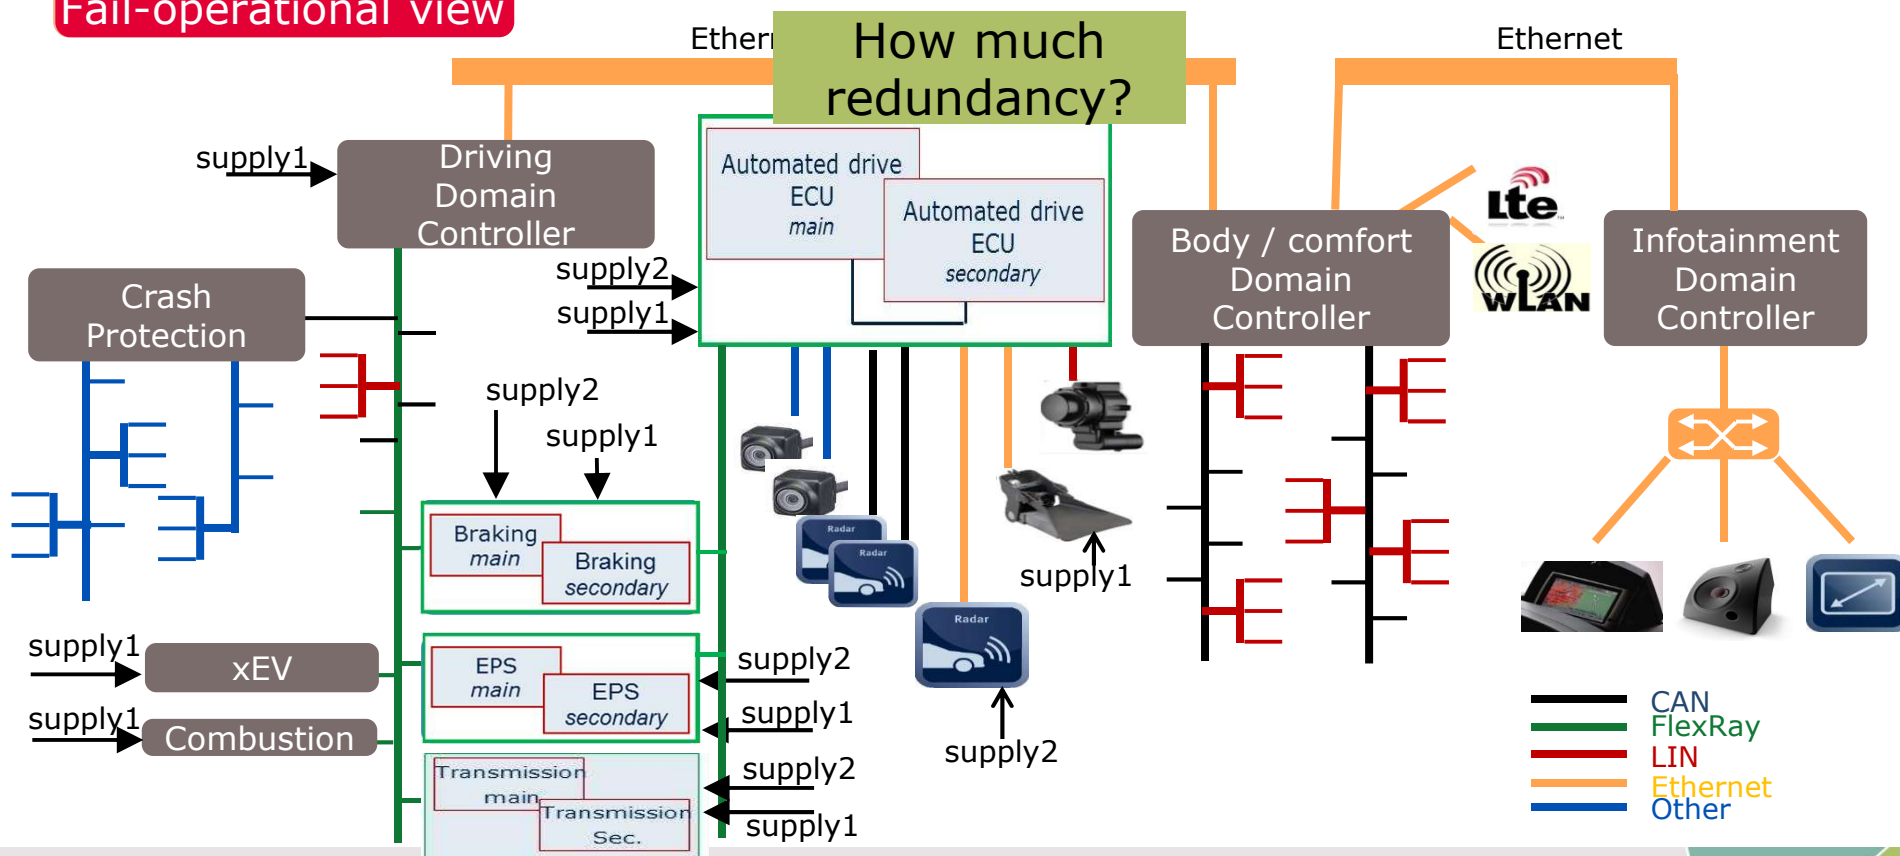 Fail-operational view
Ether
How much
redundancy?
Ethernet
supply1
Driving
Domain
Controller
Automated drive
ECU
main
Automated drive
ECU
secondary
supply2
supply1
Crash
Protection
Body / comfort
Domain
Controller
Lte
WLAN
Infotainment
Domain
Controller
supply2
supply1
Braking
main
Braking
secondary
Radar
Radar
Radar
supply1
supply2
supply1
xEV
supply1
Combustion
EPS
main
EPS
secondary
supply2
supply1
Transmission
main
Transmission
Sec.
supply2
supply1
CAN
FlexRay
LIN
Ethernet
Other